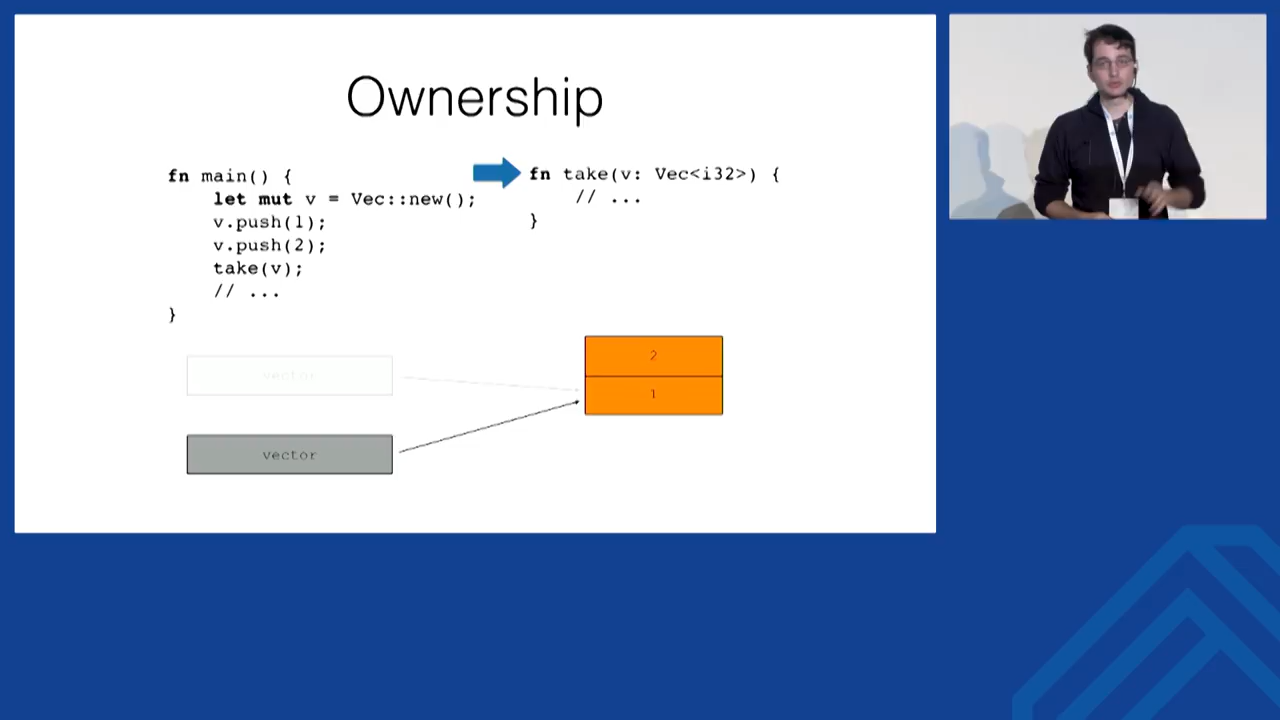 Ownership
fn main() {
let mut v = Vec::new();
v.push(1);
v.push(2);
take(v);
// ...
}
fn take(v: Vec<i32>) {
// ...
}
vector
2
1
vector